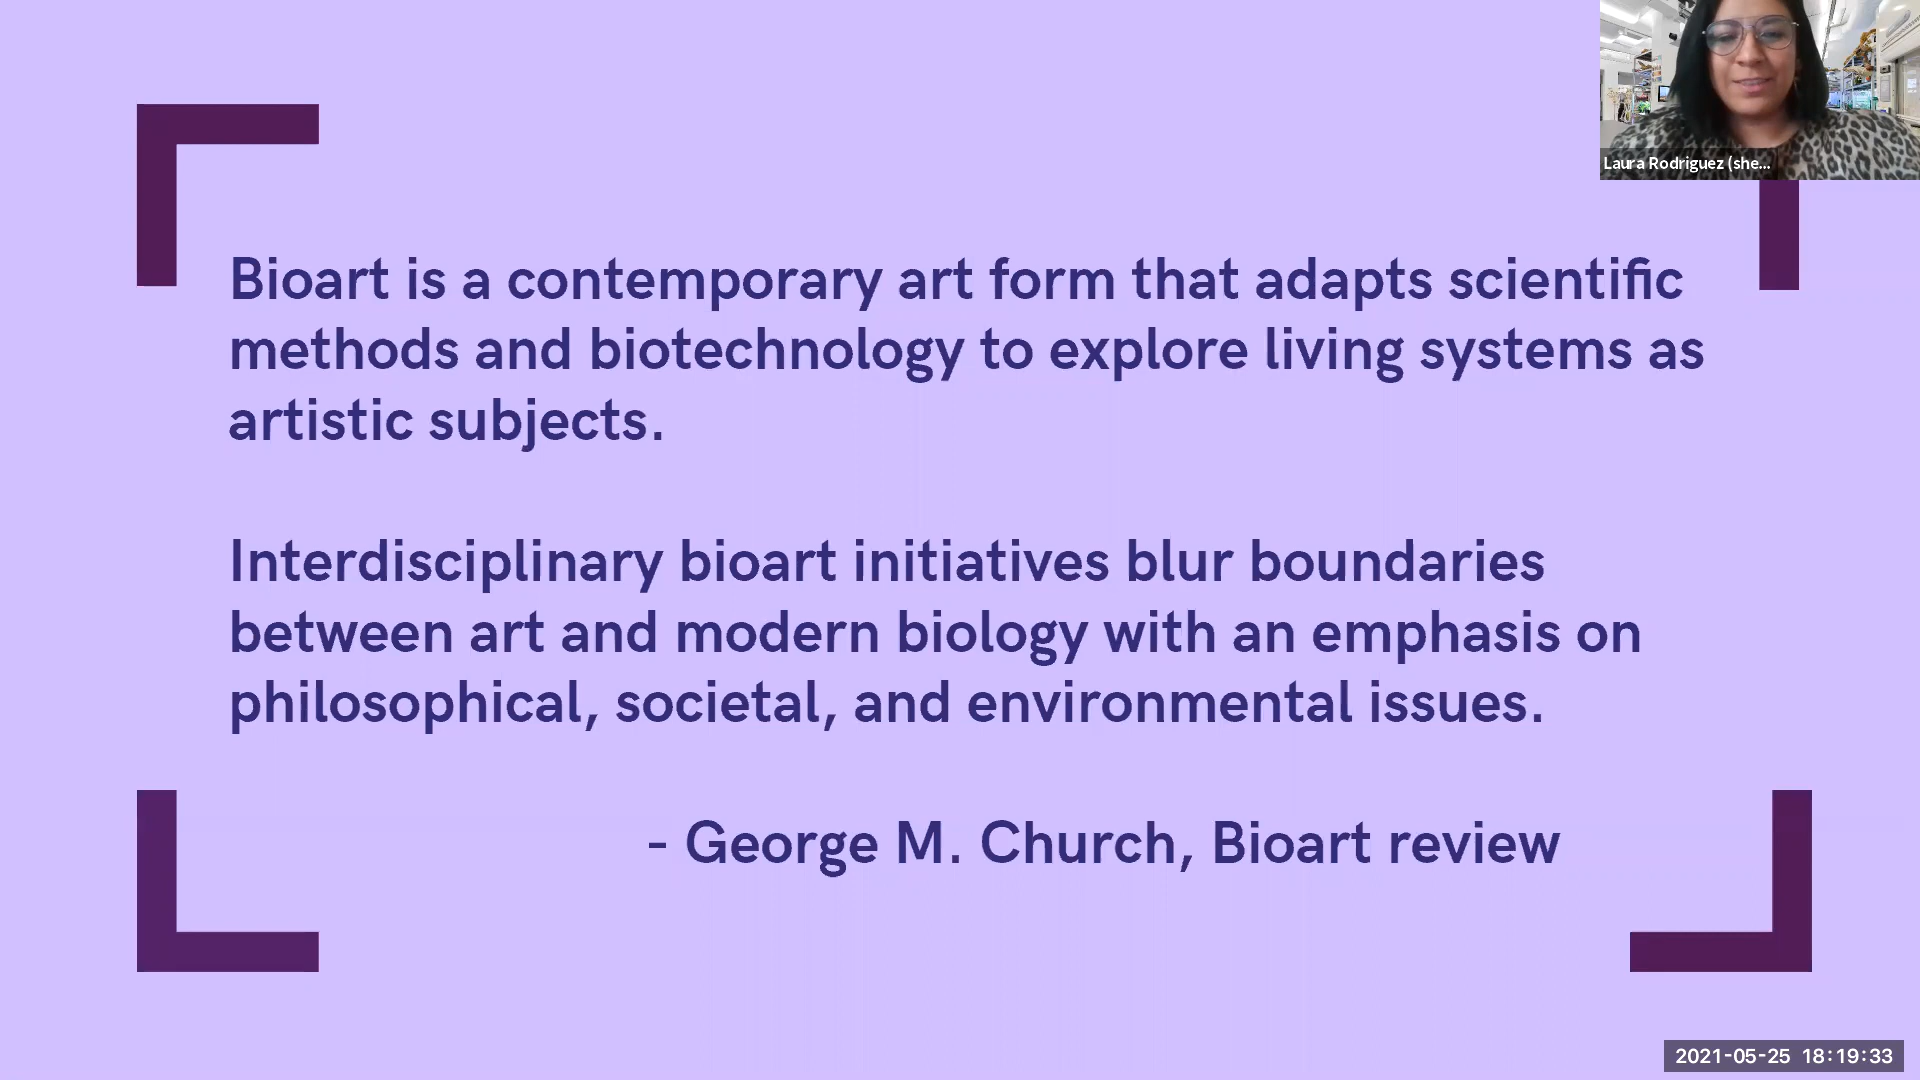 Laura Rodriguez (she...
Bioart is a contemporary art form that adapts scientific
methods and biotechnology to explore living systems as
artistic subjects.
Interdisciplinary bioart initiatives blur boundaries
between art and modern biology with an emphasis on
philosophical, societal, and environmental issues.
- George M. Church, Bioart review
2021-05-25 18:19:33